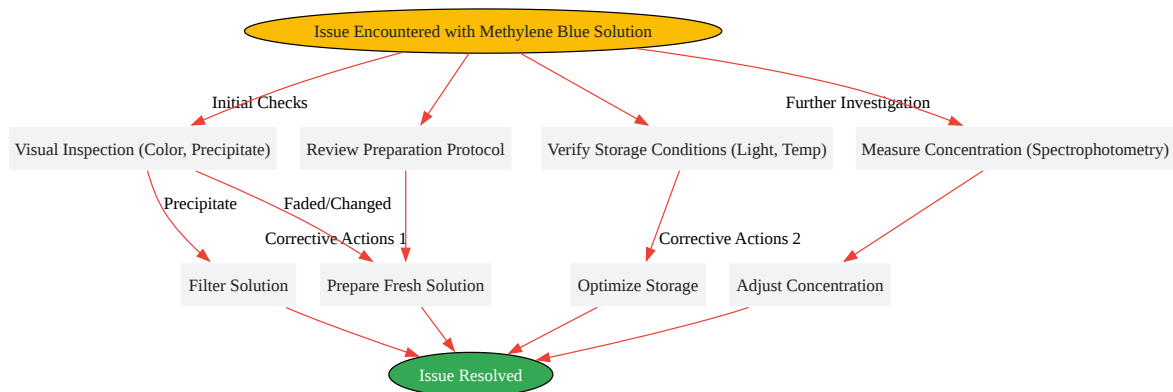 Issue Encountered with Methylene Blue Solution
Initial Checks
Further Investigation
Visual Inspection (Color, Precipitate)
Review Preparation Protocol
Verify Storage Conditions (Light, Temp)
Measure Concentration (Spectrophotometry)
Precipitate
Faded/Changed
Corrective Actions 1
Corrective Actions 2
Filter Solution
Prepare Fresh Solution
Optimize Storage
Adjust Concentration
Issue Resolved